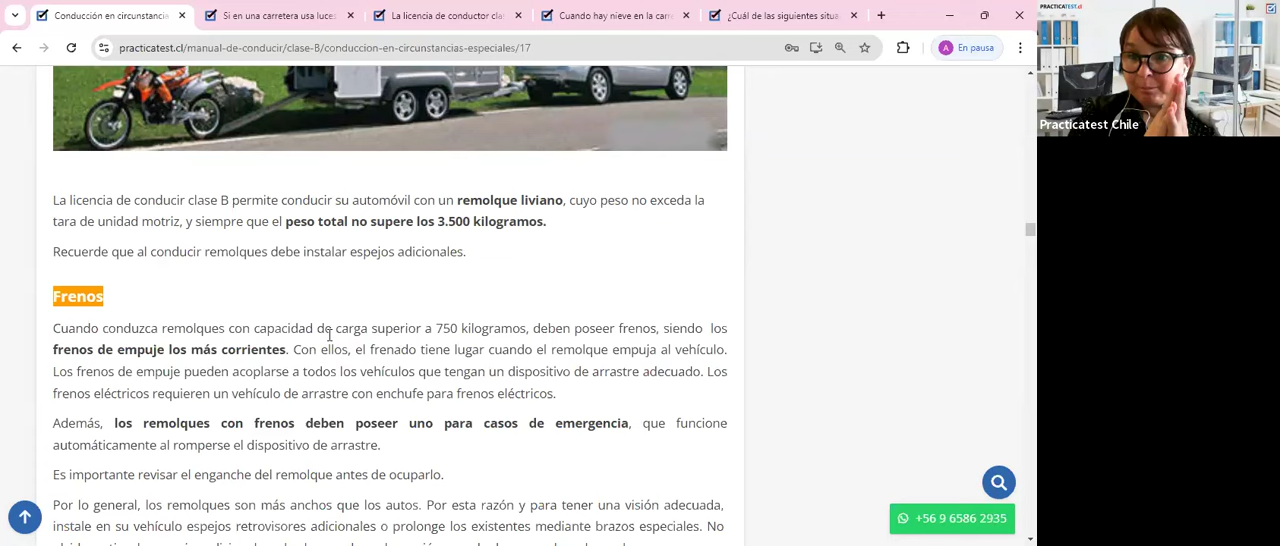 Conducción en circunstancia
Si en una carretera usa luces
La licencia de conductor clas
Cuando hay nieve en la carre
¿Cuál de las siguientes situa
practicatest.cl/manual-de-conducir/clase-B/conduccion-en-circunstancias-especiales/17
A En pausa
PRACTICATEST.cl
Practicatest Chile
La licencia de conducir clase B permite conducir su automóvil con un remolque liviano, cuyo peso no exceda la
tara de unidad motriz, y siempre que el peso total no supere los 3.500 kilogramos.
Recuerde que al conducir remolques debe instalar espejos adicionales.
Frenos
Cuando conduzca remolques con capacidad de carga superior a 750 kilogramos, deben poseer frenos, siendo los
frenos de empuje los más corrientes. Con ellos, el frenado tiene lugar cuando el remolque empuja al vehículo.
Los frenos de empuje pueden acoplarse a todos los vehículos que tengan un dispositivo de arrastre adecuado. Los
frenos eléctricos requieren un vehículo de arrastre con enchufe para frenos eléctricos.
Además, los remolques con frenos deben poseer uno para casos de emergencia, que funcione
automáticamente al romperse el dispositivo de arrastre.
Es importante revisar el enganche del remolque antes de ocuparlo.
Por lo general, los remolques son más anchos que los autos. Por esta razón y para tener una visión adecuada,
instale en su vehículo espejos retrovisores adicionales o prolongue los existentes mediante brazos especiales. No
+56 9 6586 2935